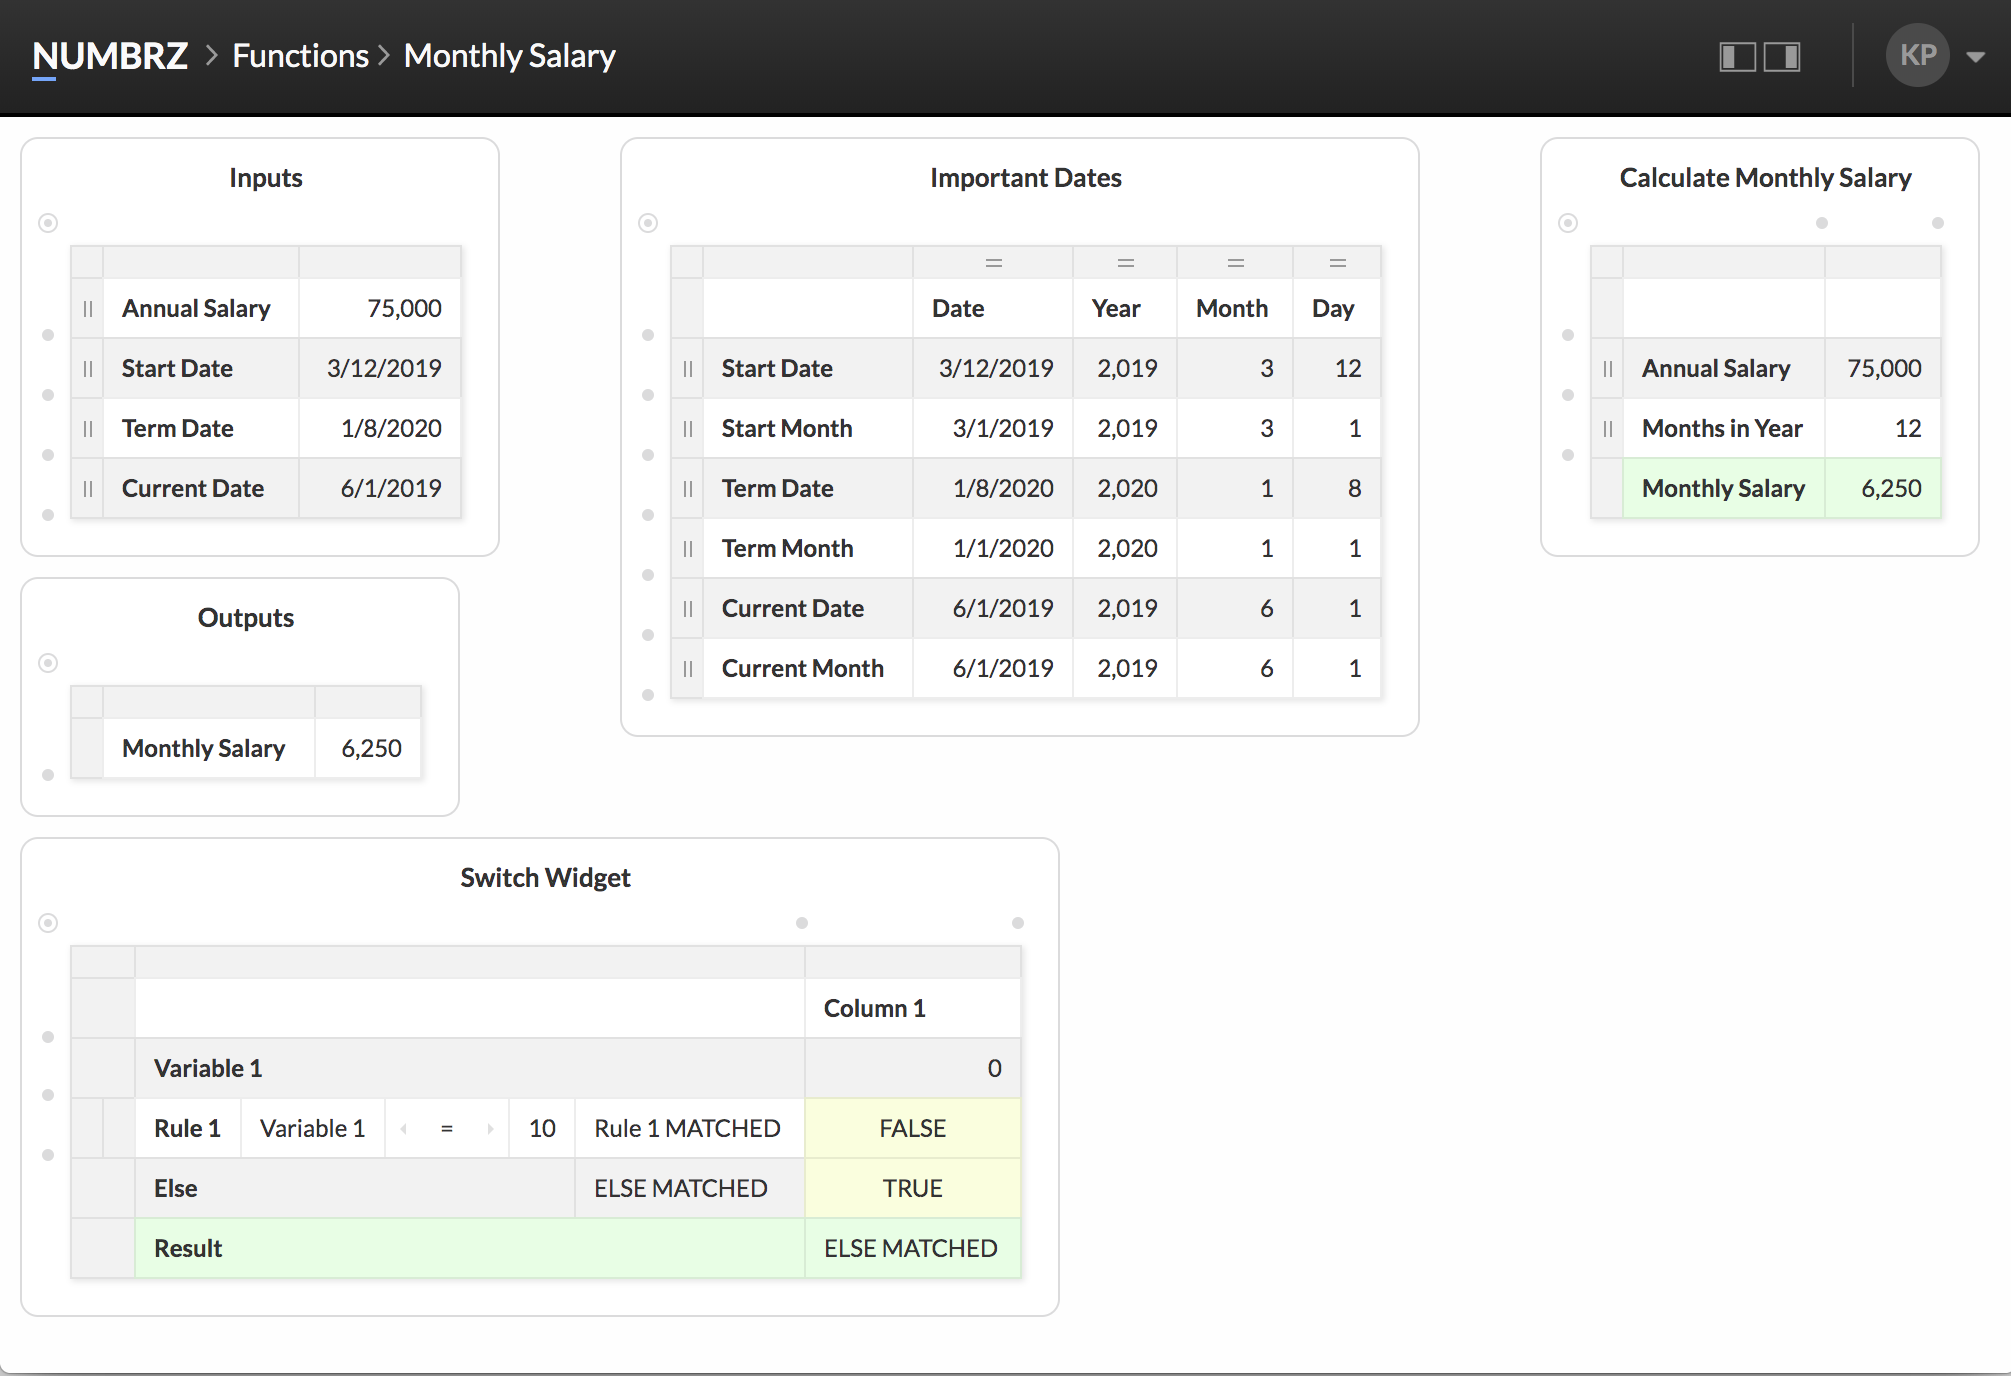 NUMBRZ > Functions > Monthly Salary
KP
Inputs
Annual Salary 75,000
Start Date 3/12/2019
Term Date 1/8/2020
Current Date 6/1/2019
Outputs
Monthly Salary 6,250
Important Dates
Date Year Month Day
Start Date 3/12/2019 2,019 3 12
Start Month 3/1/2019 2,019 3 1
Term Date 1/8/2020 2,020 1 8
Term Month 1/1/2020 2,020 1 1
Current Date 6/1/2019 2,019 6 1
Current Month 6/1/2019 2,019 6 1
Calculate Monthly Salary
Annual Salary 75,000
Months in Year 12
Monthly Salary 6,250
Switch Widget
Column 1
Variable 1 0
Rule 1 Variable 1 = 10 Rule 1 MATCHED FALSE
Else ELSE MATCHED TRUE
Result ELSE MATCHED